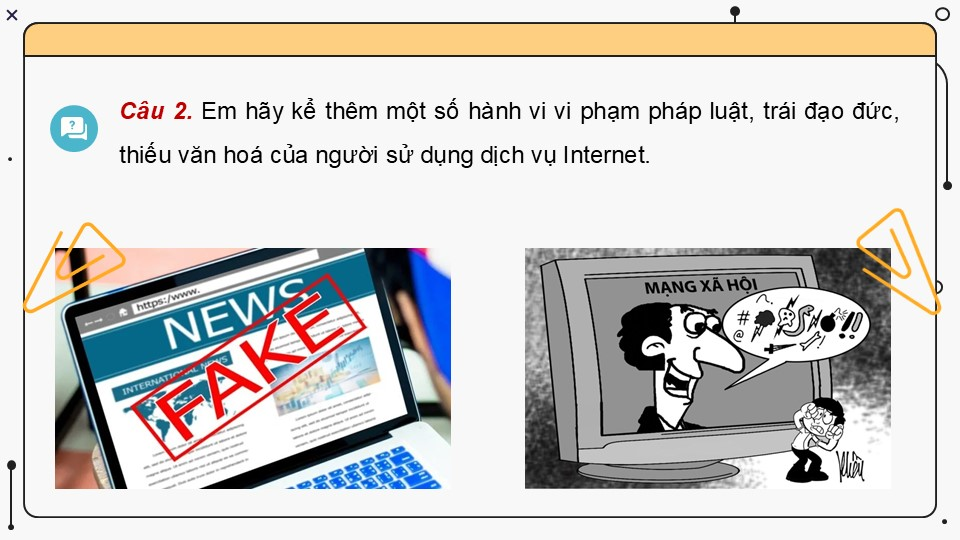 Câu 2. Em hãy kể thêm một số hành vi vi phạm pháp luật, trái đạo đức,
thiếu văn hoá của người sử dụng dịch vụ Internet.
https:/www.
NEWS
INTERNATIONAL NEWS
FAKE
MẠNG XÃ HỘI
#
@